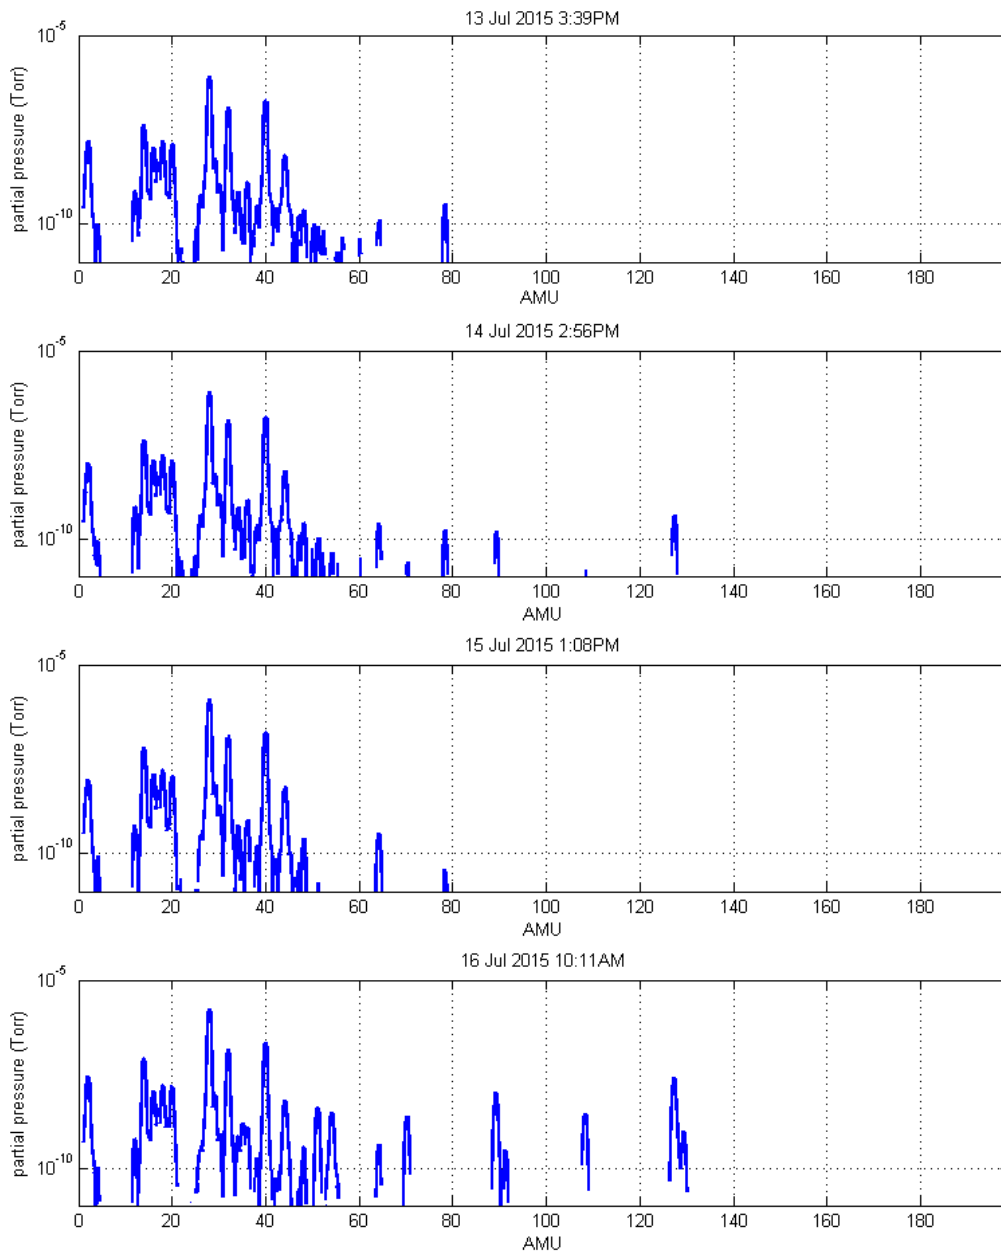 13 Jul 2015 3:39PM
10^-5
10^-10
partial pressure (Torr)
0 20 40 60 80 100 120 140 160 180
AMU
14 Jul 2015 2:56PM
10^-5
10^-10
partial pressure (Torr)
0 20 40 60 80 100 120 140 160 180
AMU
15 Jul 2015 1:08PM
10^-5
10^-10
partial pressure (Torr)
0 20 40 60 80 100 120 140 160 180
AMU
16 Jul 2015 10:11AM
10^-5
10^-10
partial pressure (Torr)
0 20 40 60 80 100 120 140 160 180
AMU